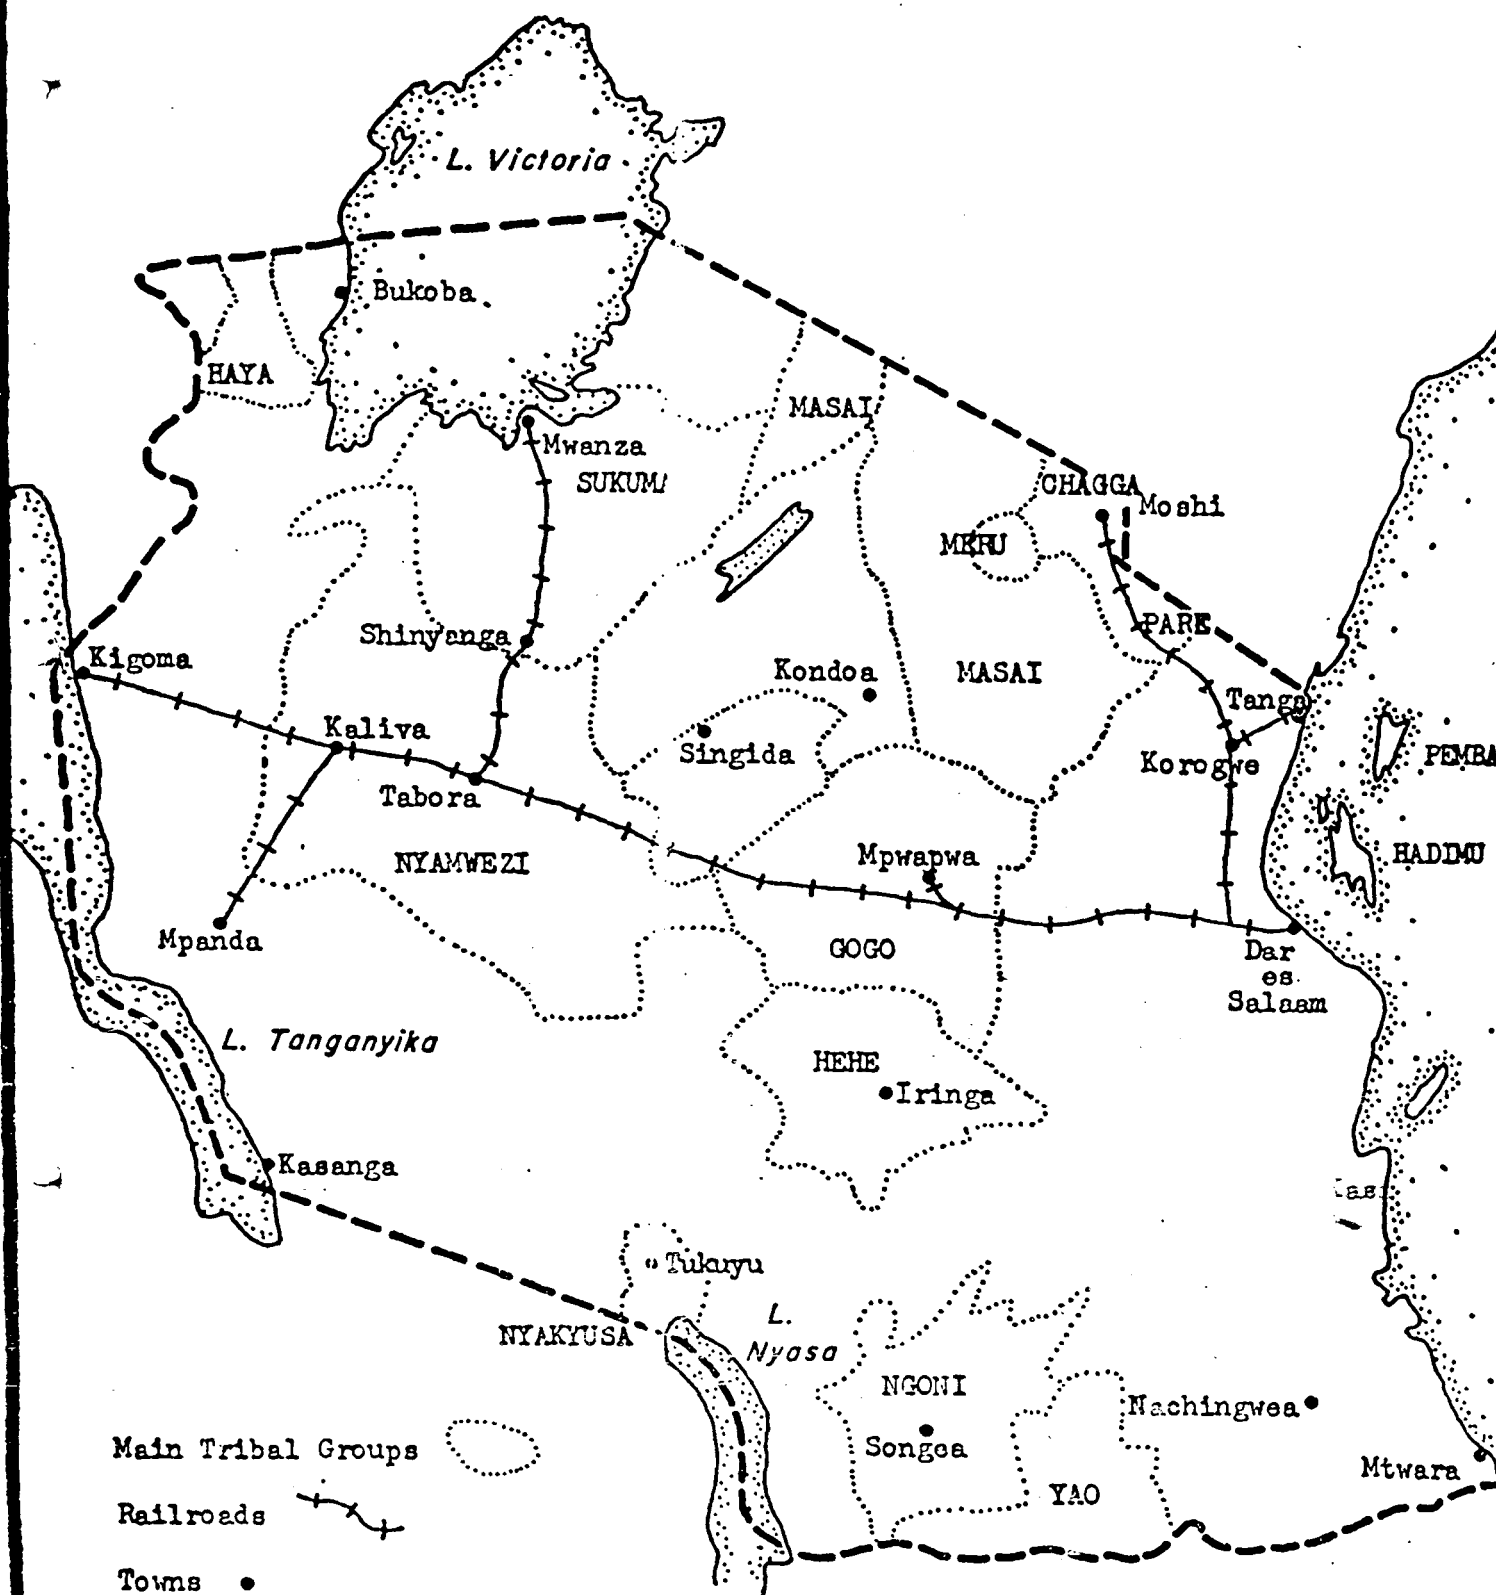 L. Victoria
Bukoba
HAYA
MASAI
Mwanza
SUKUMA
CHAGGA
Moshi
MERU
PARE
Shinyanga
Kigoma
Kondoa
MASAI
Tanga
Kaliva
Singida
Korogwe
PEMBA
Tabora
NYAMWEZI
Mpwapwa
HADIMU
Mpanda
GOGO
Dar
es
Salaam
L. Tanganyika
HEHE
Iringa
Kasanga
Tukuyu
L.
Nyasa
NYAKYUSA
NGONI
Nachingwea
Songea
Main Tribal Groups
Mtwara
YAO
Railroads
Towns